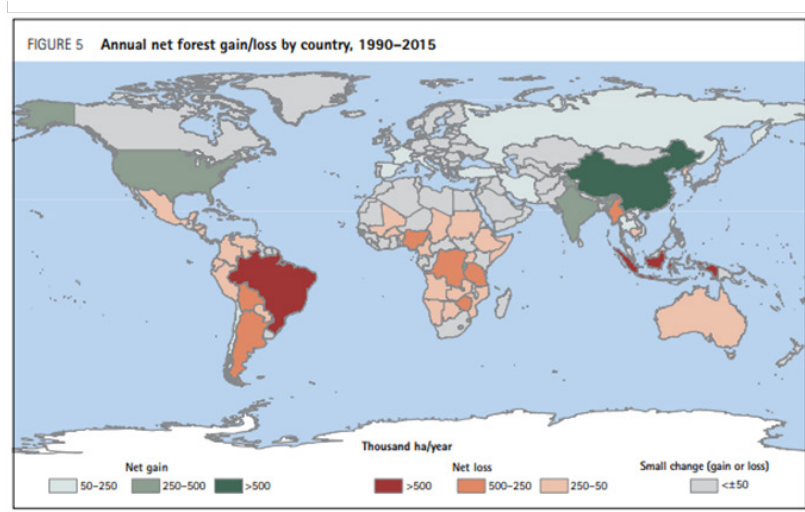 FIGURE 5 Annual net forest gain/loss by country, 1990–2015
Thousand ha/year
Net gain Net loss Small change (gain or loss)
50–250 250–500 >500 >500 500–250 250–50 <±50